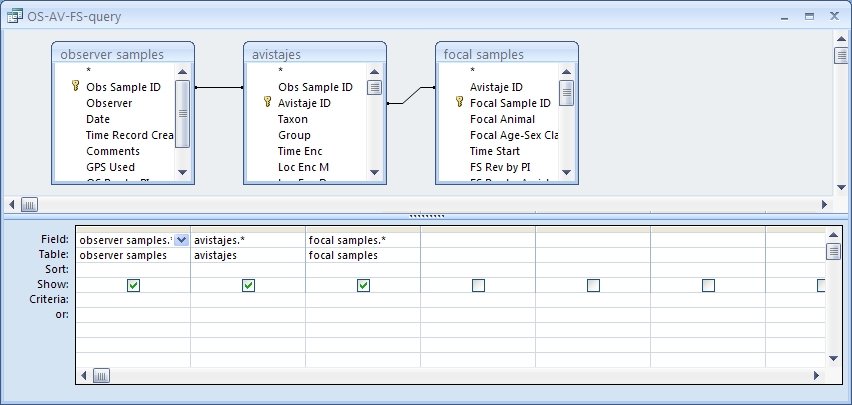 OS-AV-FS-query
observer samples
*
Obs Sample ID
Observer
Date
Time Record Crea
Comments
GPS Used
avistajes
*
Obs Sample ID
Avistaje ID
Taxon
Group
Time Enc
Loc Enc M
focal samples
*
Avistaje ID
Focal Sample ID
Focal Animal
Focal Age-Sex Cla
Time Start
FS Rev by PI
Field: observer samples.* avistajes.* focal samples.*
Table: observer samples avistajes focal samples
Sort:
Show:
Criteria:
or: